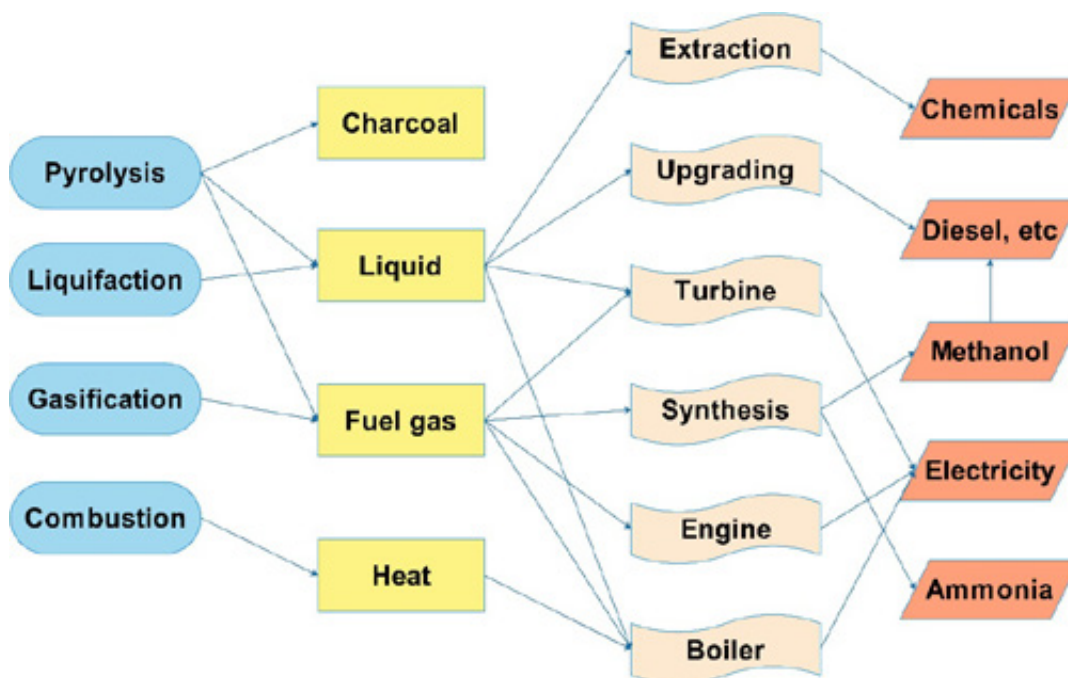 Pyrolysis
Liquifaction
Gasification
Combustion
Charcoal
Liquid
Fuel gas
Heat
Extraction
Upgrading
Turbine
Synthesis
Engine
Boiler
Chemicals
Diesel, etc
Methanol
Electricity
Ammonia